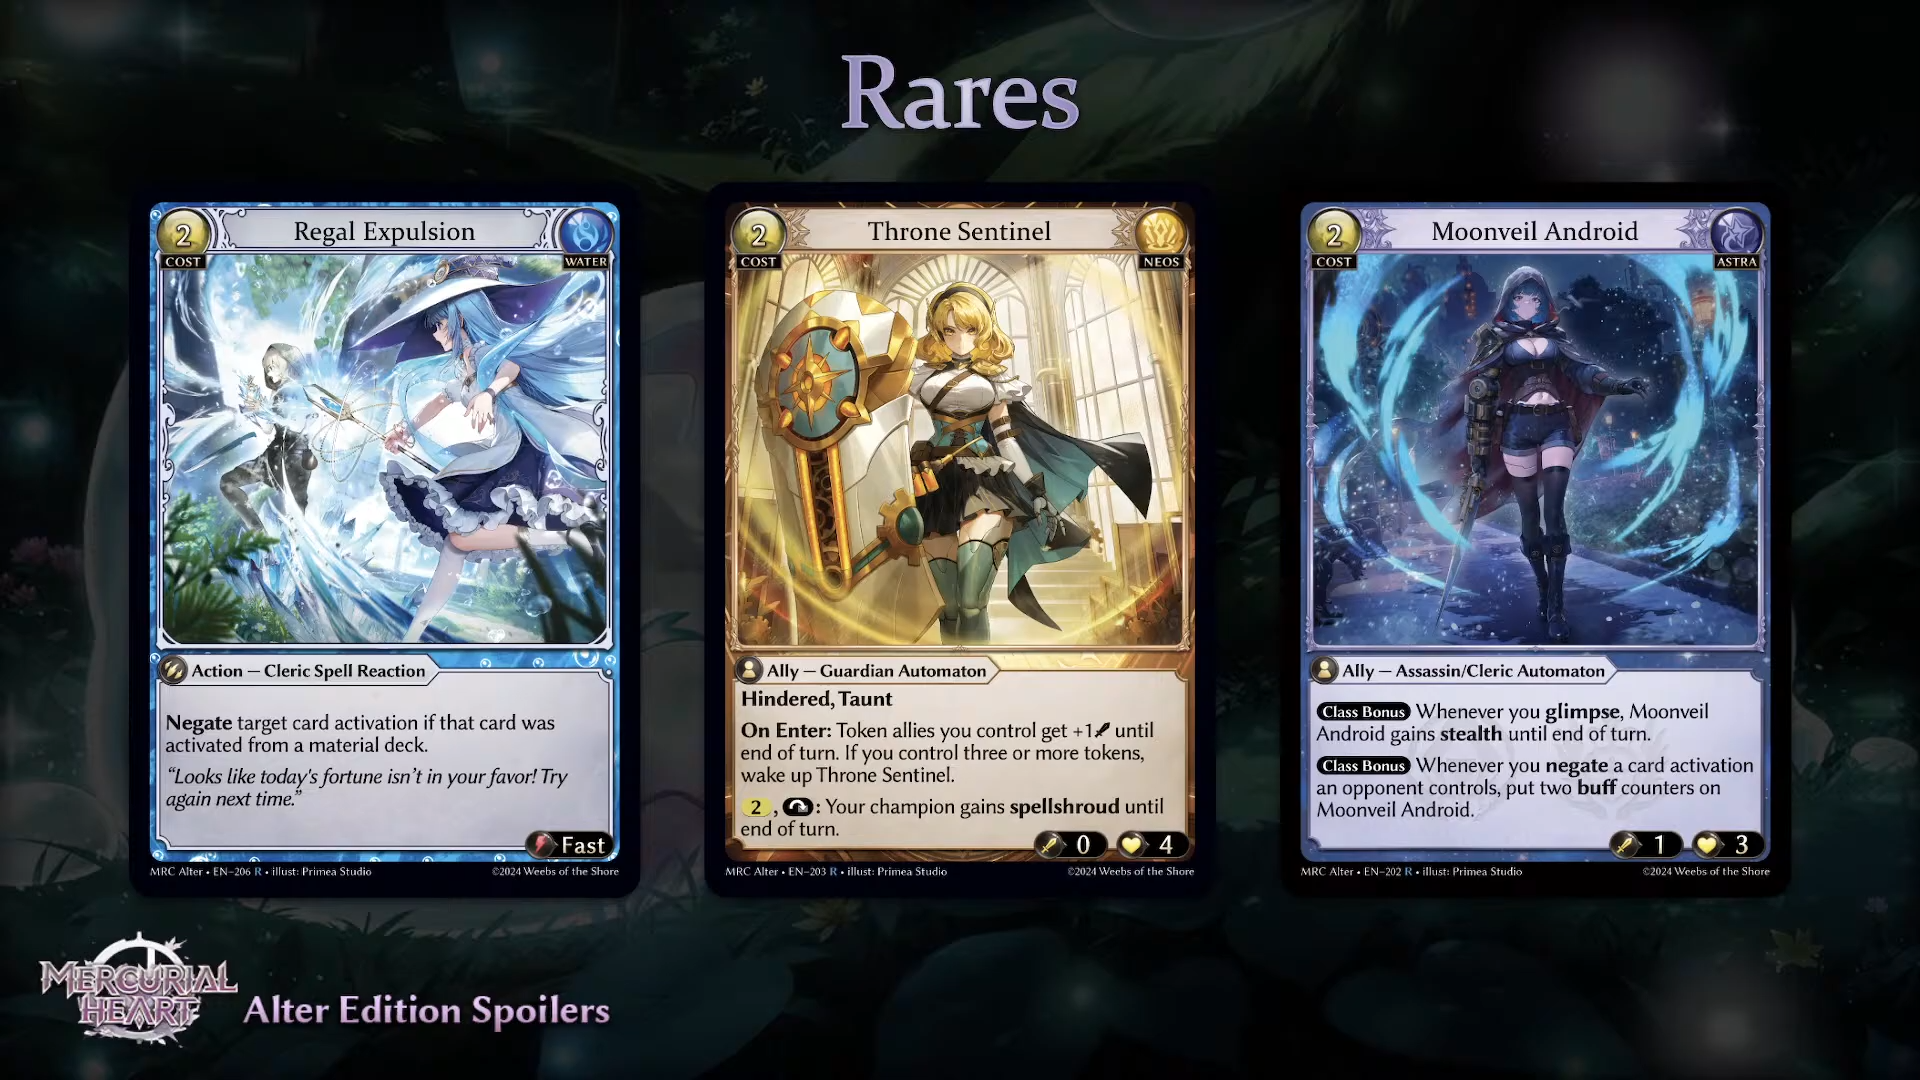 Rares
2
COST
Regal Expulsion
WATER
Action — Cleric Spell Reaction
Negate target card activation if that card was
activated from a material deck.
“Looks like today's fortune isn’t in your favor! Try
again next time.”
Fast
MRC Alter • EN–206 R • illust: Primea Studio
©2024 Weebs of the Shore
2
COST
Throne Sentinel
NEOS
Ally — Guardian Automaton
Hindered, Taunt
On Enter: Token allies you control get +1 until
end of turn. If you control three or more tokens,
wake up Throne Sentinel.
2 , : Your champion gains spellshroud until
end of turn.
0
4
MRC Alter • EN–203 R • illust: Primea Studio
©2024 Weebs of the Shore
2
COST
Moonveil Android
ASTRA
Ally — Assassin/Cleric Automaton
Class Bonus Whenever you glimpse, Moonveil
Android gains stealth until end of turn.
Class Bonus Whenever you negate a card activation
an opponent controls, put two buff counters on
Moonveil Android.
1
3
MRC Alter • EN–202 R • illust: Primea Studio
©2024 Weebs of the Shore
MERCURIAL
HEART
Alter Edition Spoilers